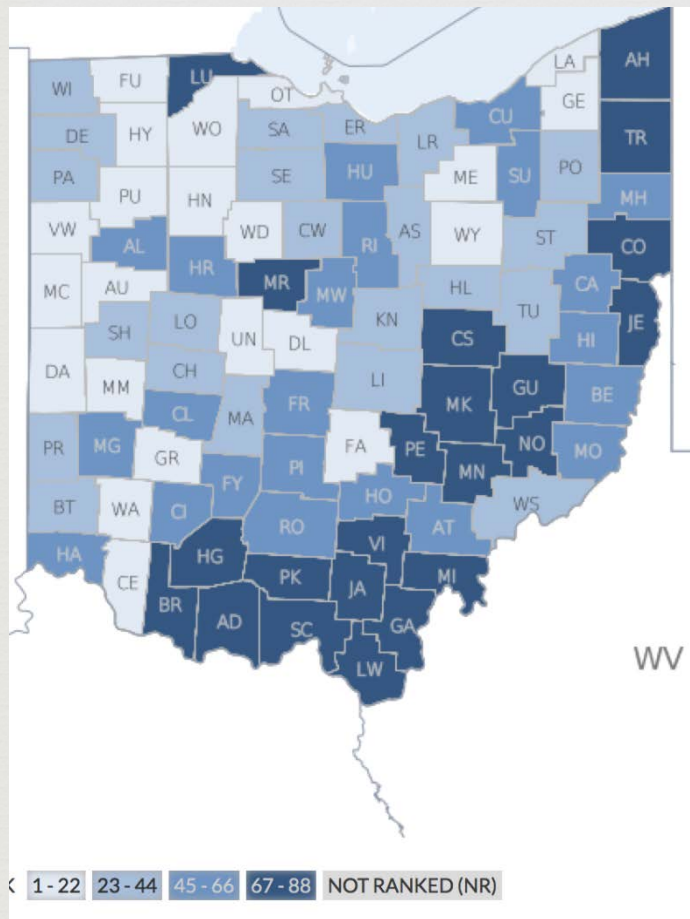 AH
LA
LU
FU
WI
GE
OT
CU
WO
SA
ER
TR
DE
HY
LR
PO
HU
SU
PA
SE
ME
PU
MH
HN
VW
WD
CW
AS
WY
ST
CO
AL
RI
HR
MR
CA
MC
AU
MW
HL
TU
LO
KN
JE
SH
UN
DL
CS
HI
DA
CH
LI
MM
GU
BE
FR
MK
CL
MA
FA
NO
PR
MG
PE
MO
GR
PI
MN
FY
HO
WS
BT
WA
CI
RO
AT
VI
HA
HG
CE
PK
MI
JA
BR
AD
SC
GA
WV
LW
1 - 22 23 - 44 45 - 66 67 - 88 NOT RANKED (NR)